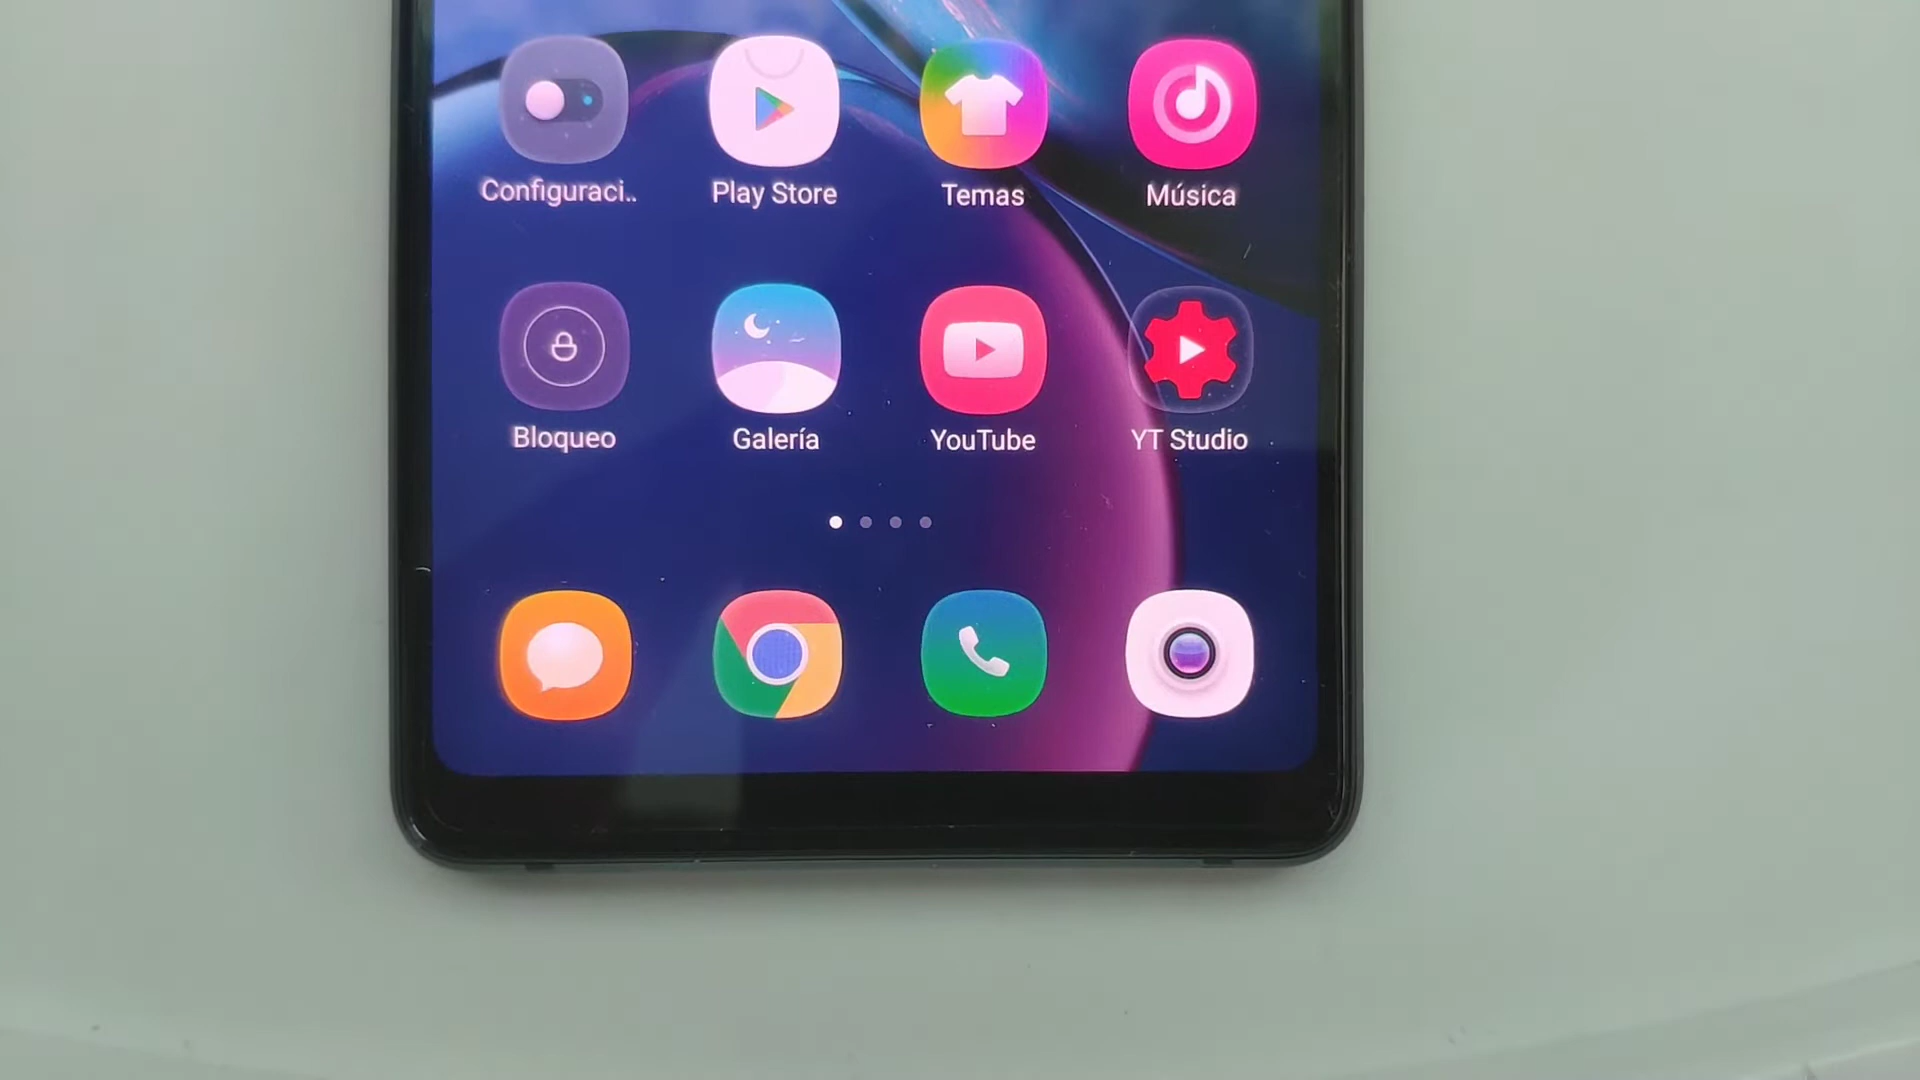 Configuraci..
Play Store
Temas
Música
Bloqueo
Galería
YouTube
YT Studio